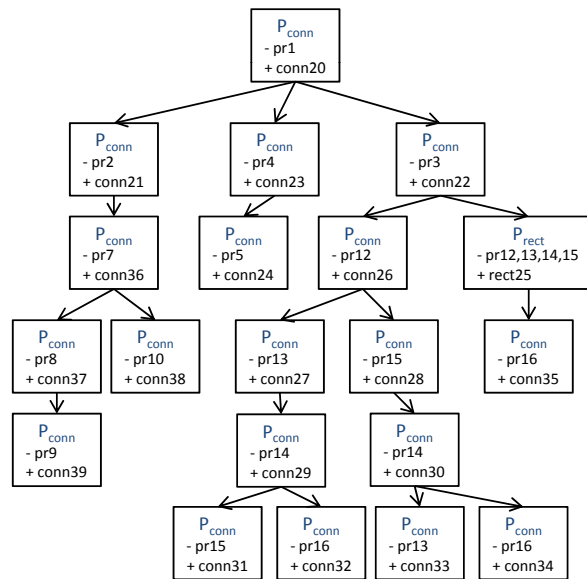 Pconn
- pr1
+ conn20
Pconn
- pr2
+ conn21
Pconn
- pr4
+ conn23
Pconn
- pr3
+ conn22
Pconn
- pr7
+ conn36
Pconn
- pr5
+ conn24
Pconn
- pr12
+ conn26
Prect
- pr12,13,14,15
+ rect25
Pconn
- pr8
+ conn37
Pconn
- pr10
+ conn38
Pconn
- pr13
+ conn27
Pconn
- pr15
+ conn28
Pconn
- pr16
+ conn35
Pconn
- pr9
+ conn39
Pconn
- pr14
+ conn29
Pconn
- pr14
+ conn30
Pconn
- pr15
+ conn31
Pconn
- pr16
+ conn32
Pconn
- pr13
+ conn33
Pconn
- pr16
+ conn34